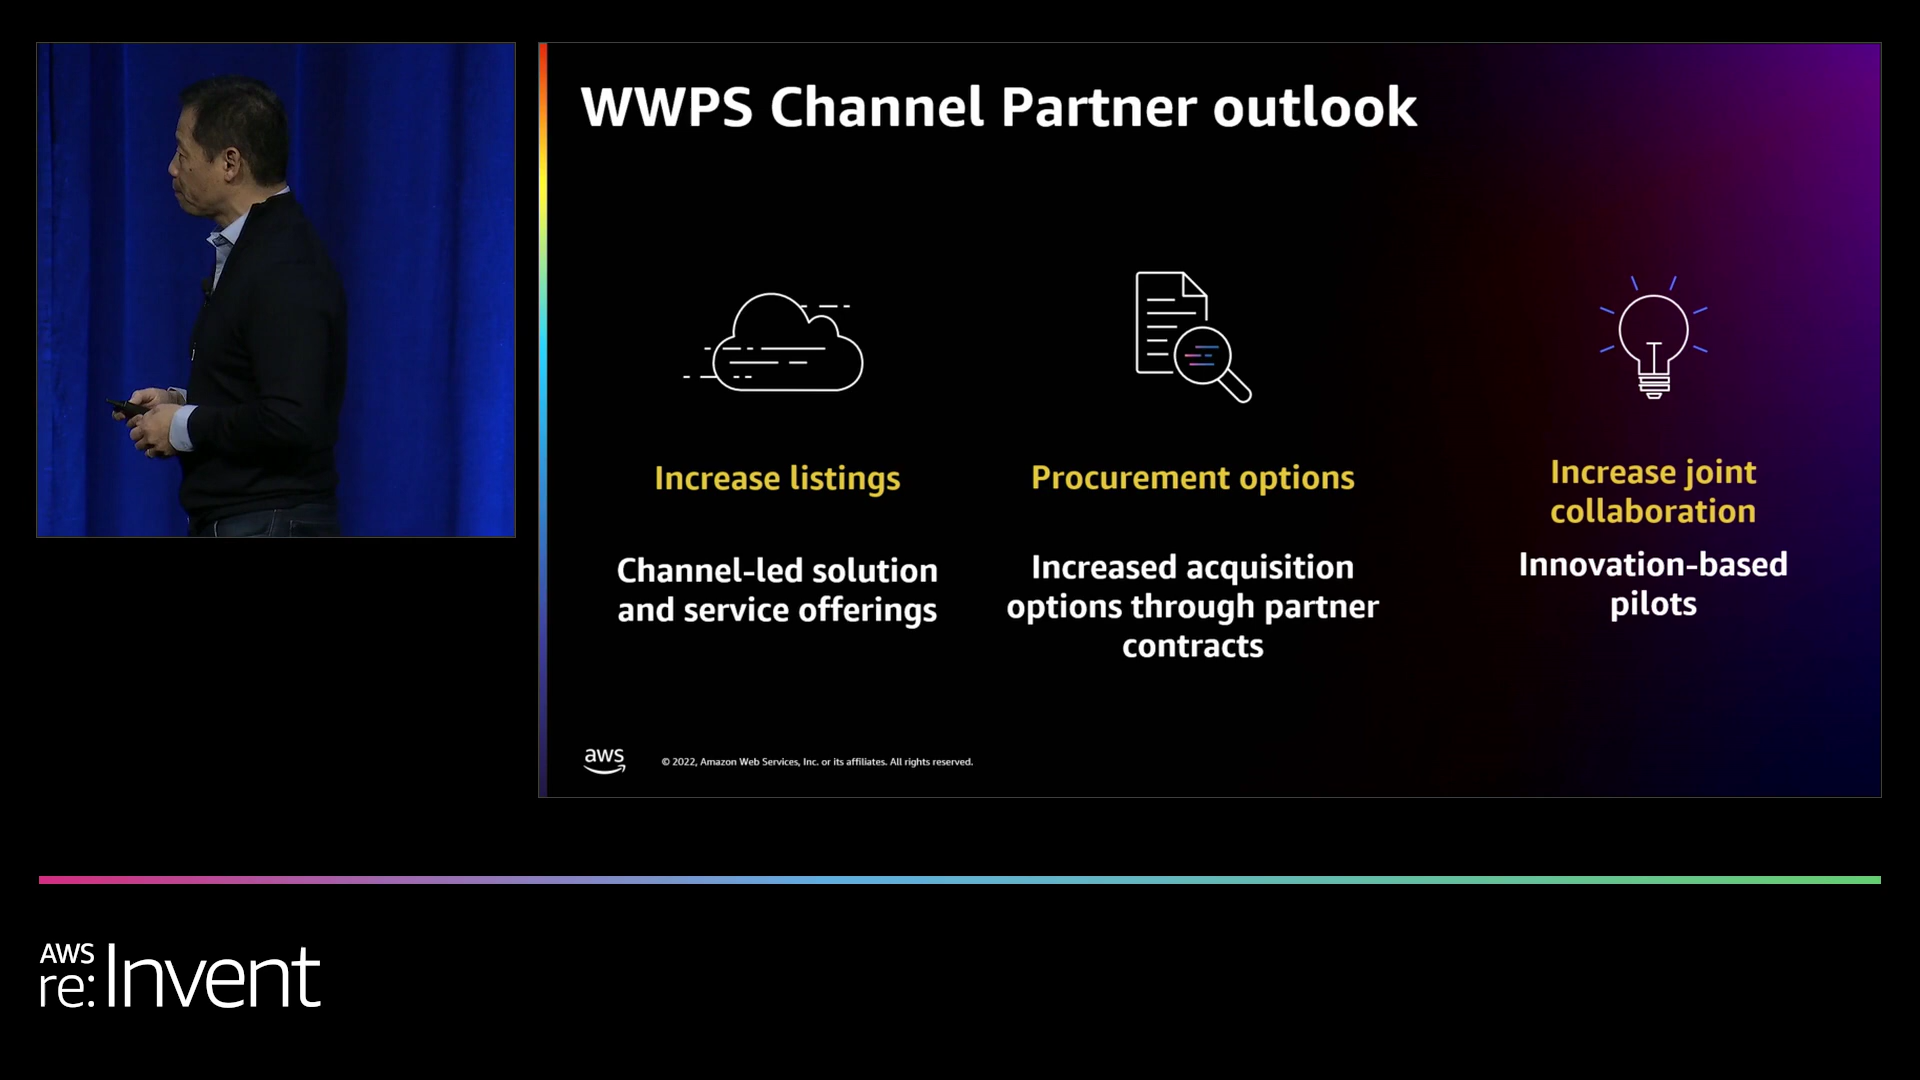 WWPS Channel Partner outlook
Increase listings
Channel-led solution
and service offerings
Procurement options
Increased acquisition
options through partner
contracts
Increase joint
collaboration
Innovation-based
pilots
aws
© 2022, Amazon Web Services, Inc. or its affiliates. All rights reserved.
AWS
re:Invent